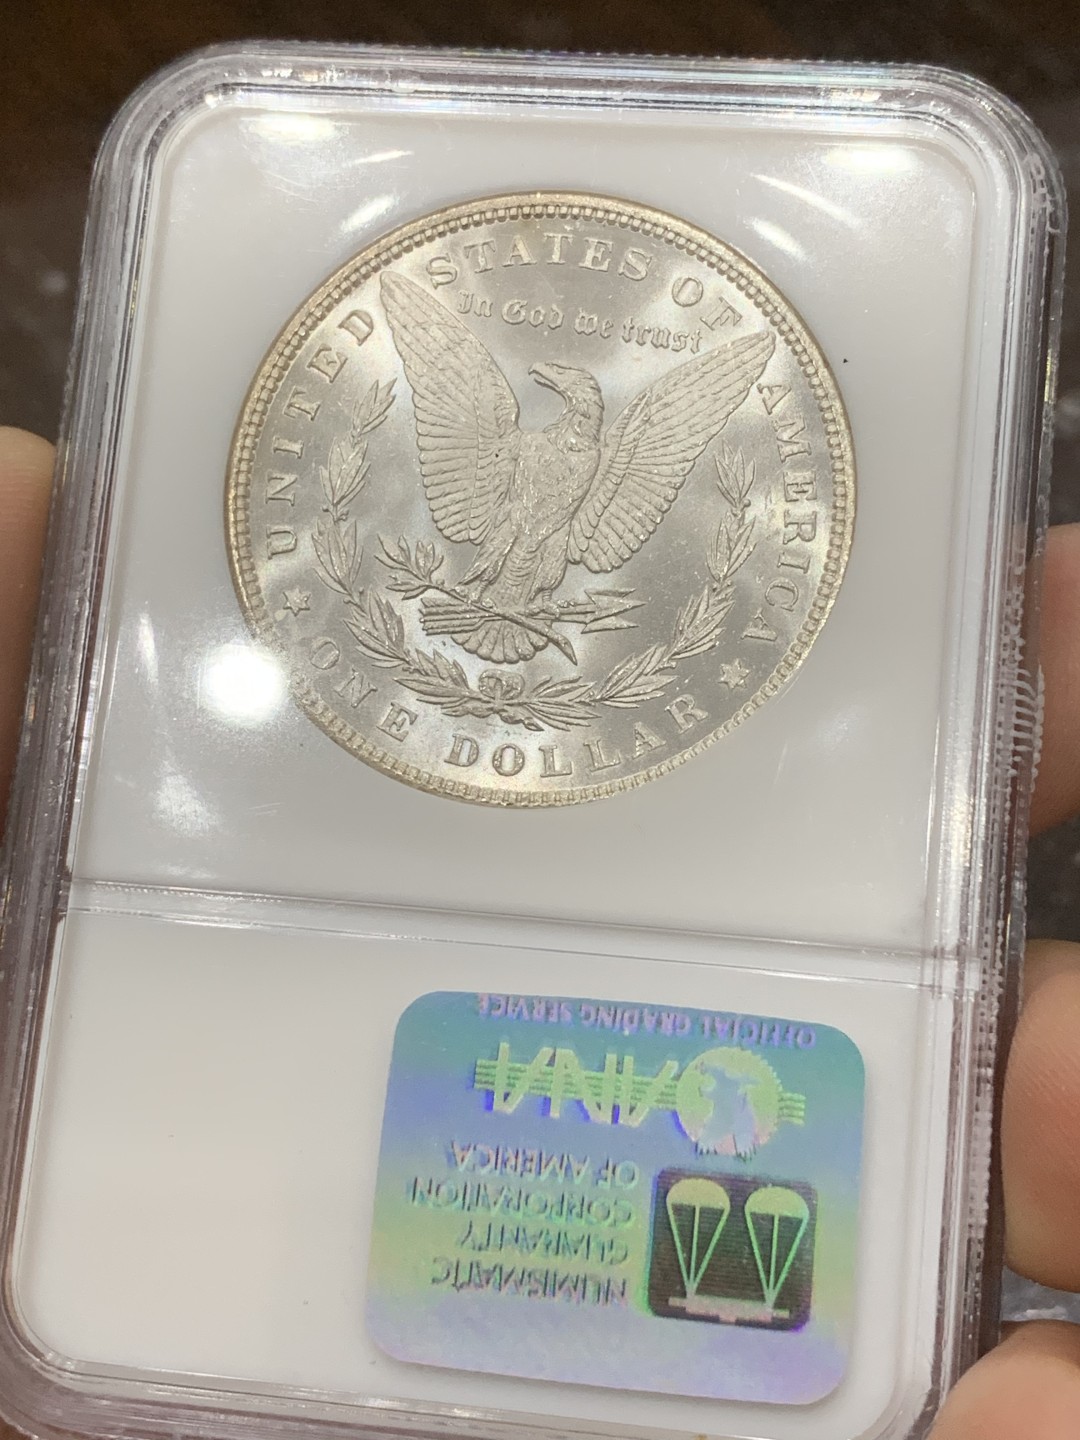 UNITED STATES OF AMERICA
In God we trust
ONE DOLLAR
NUMISMATIC
GUARANTY
CORPORATION
OF AMERICA
ANA
OFFICIAL GRADING SERVICE